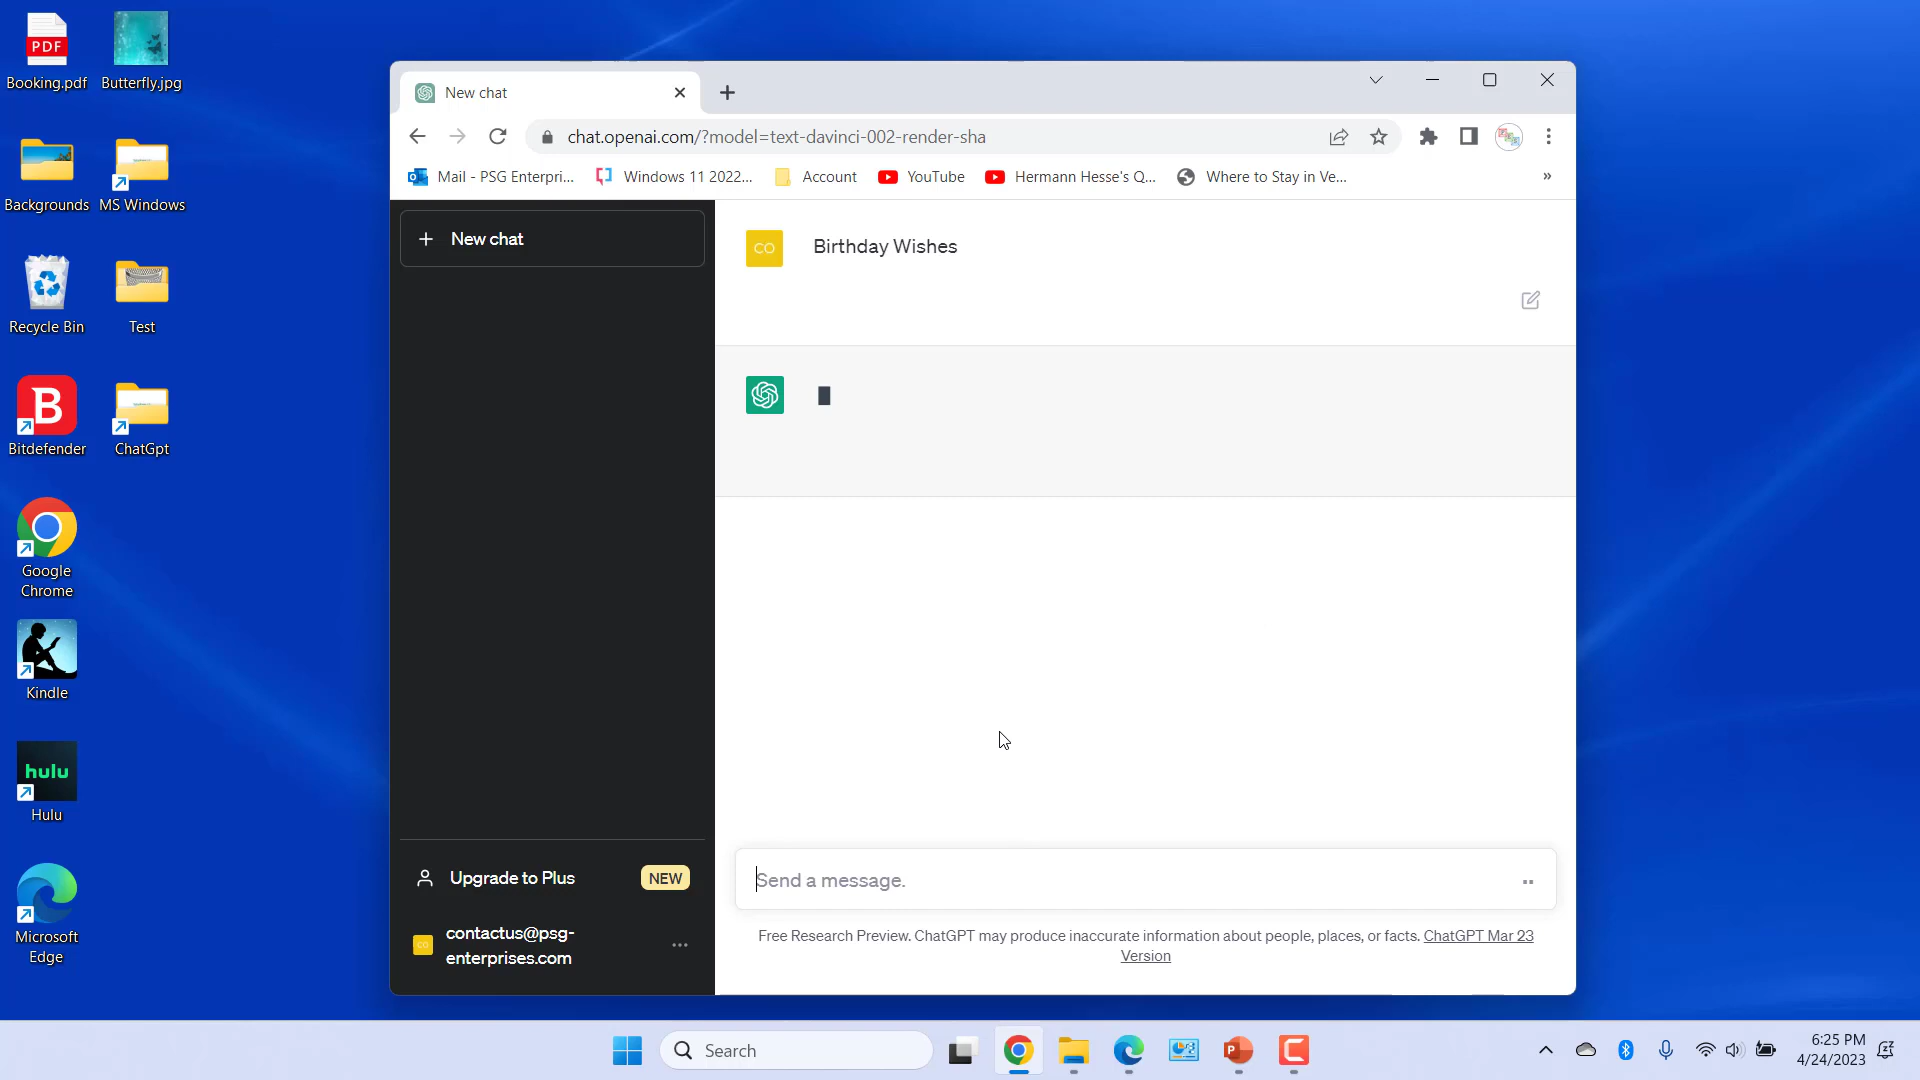 PDF
Booking.pdf
Butterfly.jpg
Backgrounds
MS Windows
Recycle Bin
Test
B
Bitdefender
ChatGpt
Google
Chrome
Kindle
hulu
Hulu
Microsoft
Edge
New chat
chat.openai.com/?model=text-davinci-002-render-sha
Mail - PSG Enterpri...
Windows 11 2022...
Account
YouTube
Hermann Hesse's Q...
Where to Stay in Ve...
»
New chat
CO
Birthday Wishes
Upgrade to Plus
NEW
CO
contactus@psg-
enterprises.com
Send a message.
Free Research Preview. ChatGPT may produce inaccurate information about people, places, or facts. ChatGPT Mar 23
Version
Search
P
C
6:25 PM
4/24/2023